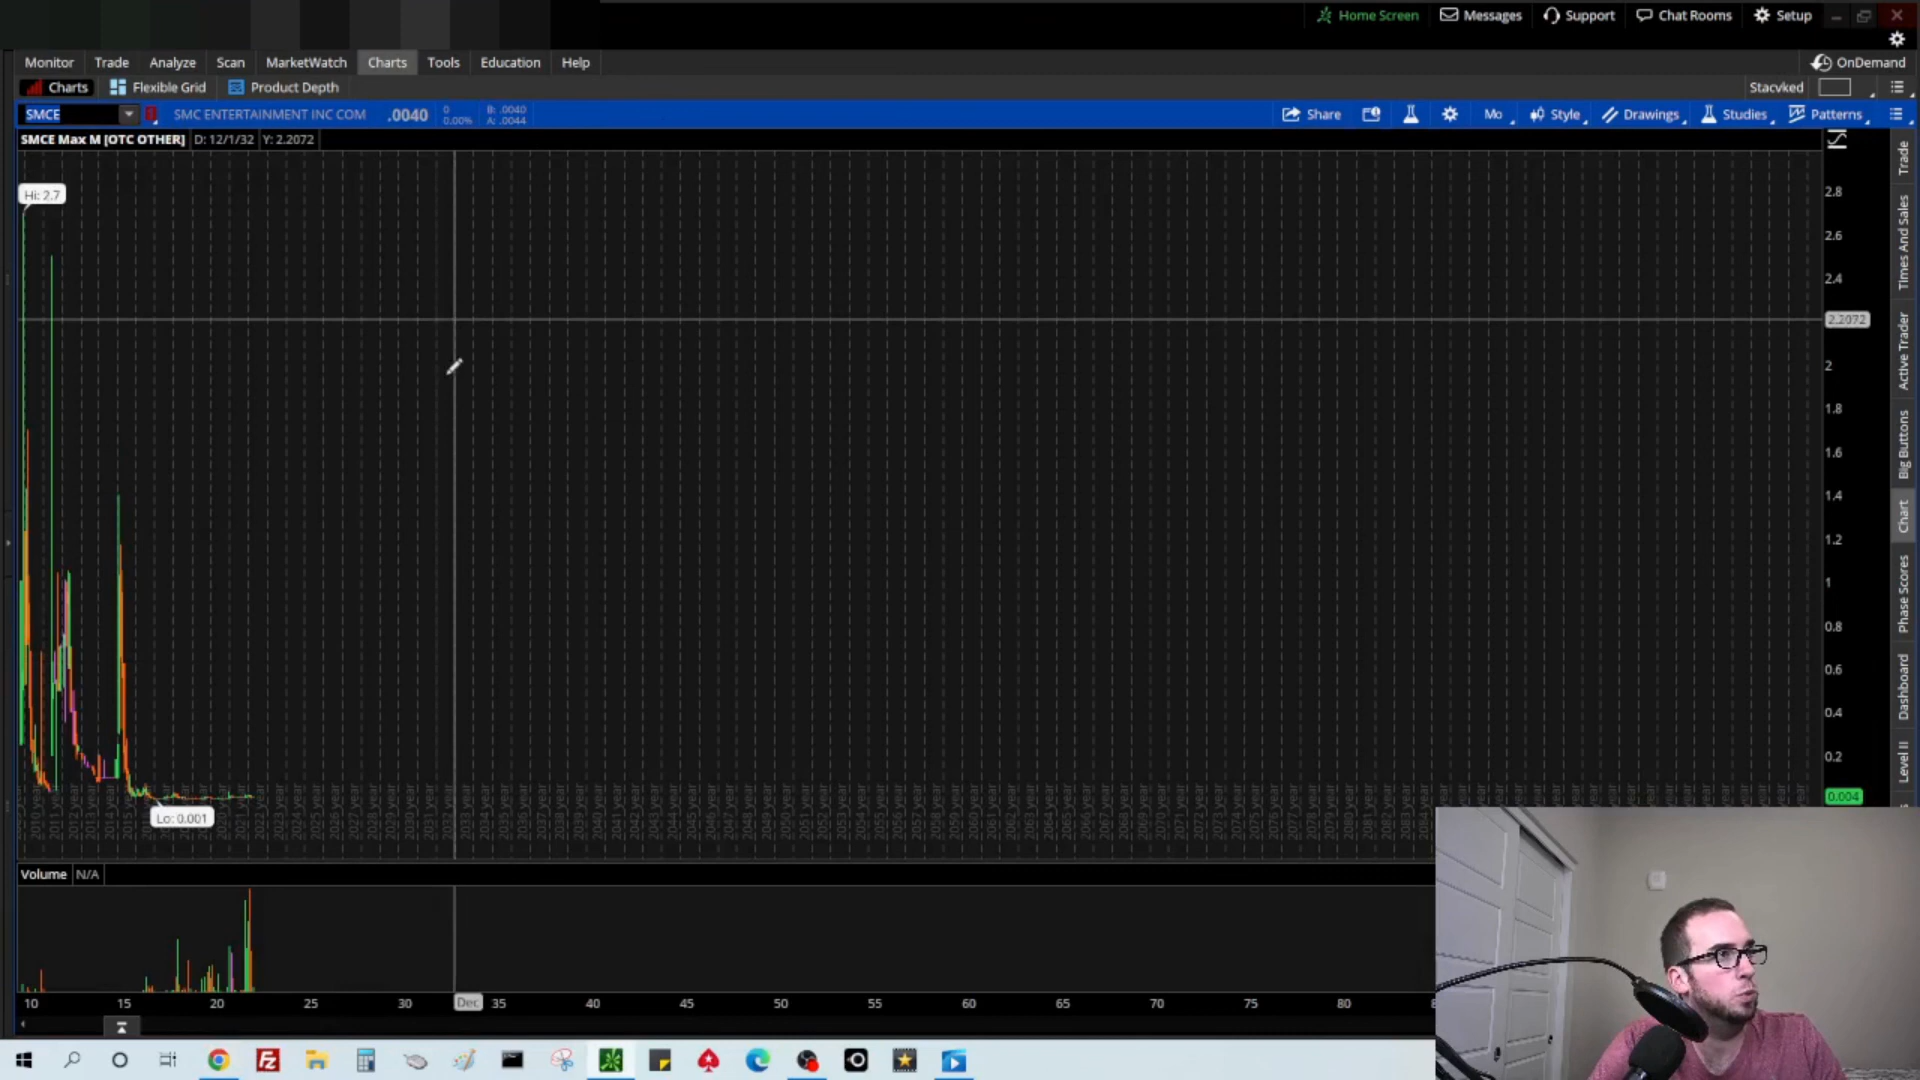 Home Screen Messages Support Chat Rooms Setup
Monitor Trade Analyze Scan MarketWatch Charts Tools Education Help OnDemand
Charts Flexible Grid Product Depth Stacvked
SMCE SMC ENTERTAINMENT INC COM .0040 0 0.00% B: .0040 A: .0044 Share Mo Style Drawings Studies Patterns
SMCE Max M [OTC OTHER] D: 12/1/32 Y: 2.2072
Hi: 2.7
2.8
2.6
2.4
2.2072
2
1.8
1.6
1.4
1.2
1
0.8
0.6
0.4
0.2
0.004
Lo: 0.001
Trade
Times And Sales
Active Trader
Big Buttons
Chart
Phase Scores
Dashboard
Level II
Volume N/A
10 15 20 25 30 Dec 35 40 45 50 55 60 65 70 75 80